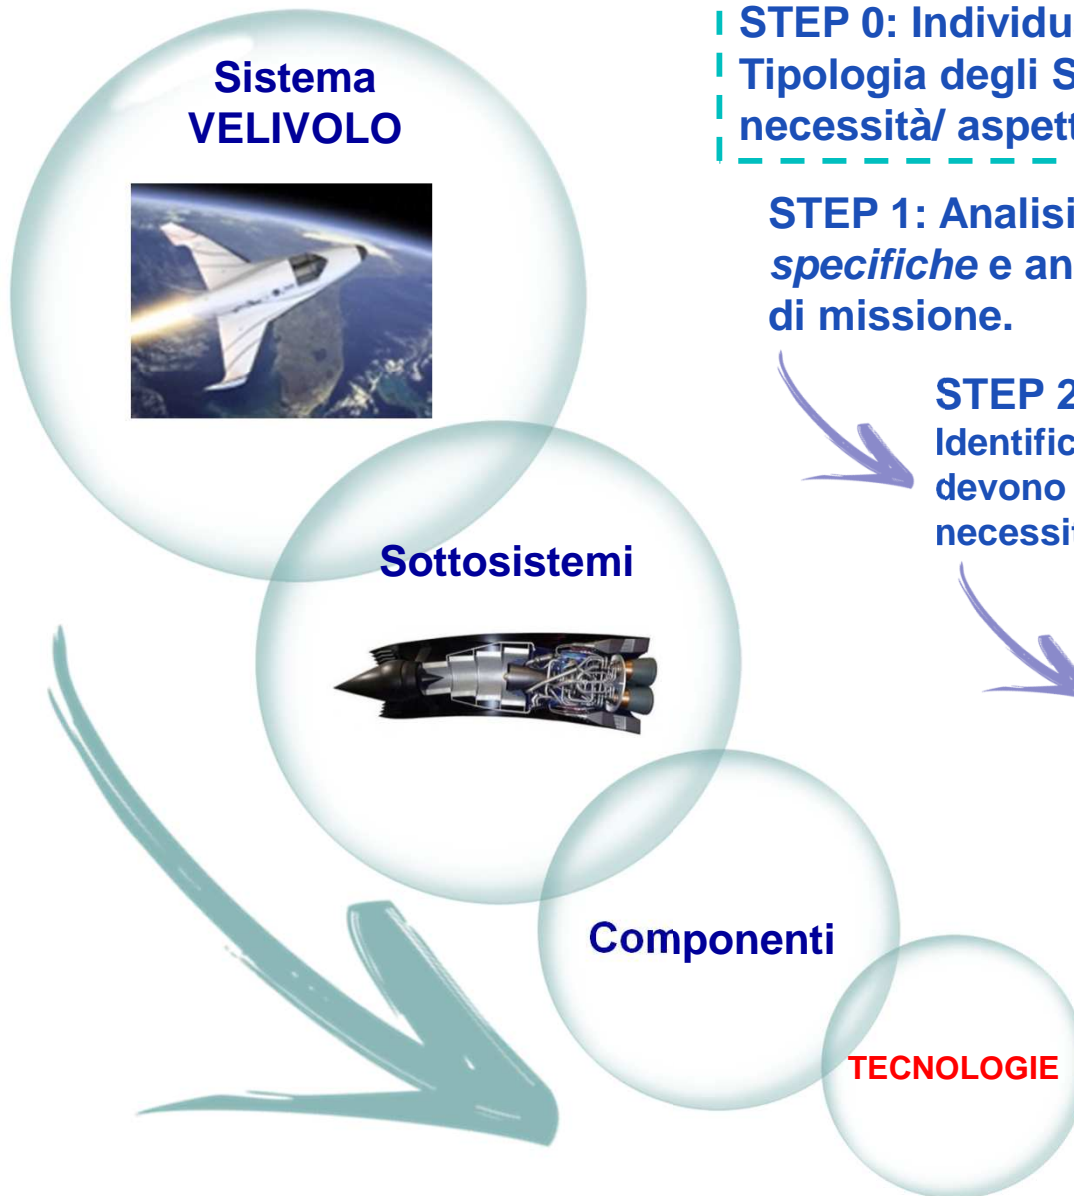 Sistema
VELIVOLO
Sottosistemi
Componenti
TECNOLOGIE
STEP 0: Individu
Tipologia degli S
necessità/ aspett
STEP 1: Analisi
specifiche e an
di missione.
STEP 2
Identific
devono
necessit